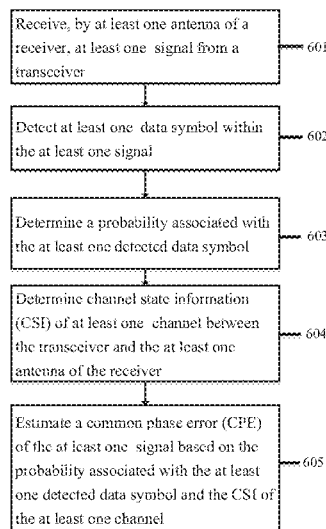 Receive, by at least one antenna of a
receiver, at least one signal from a
transceiver
601
Detect at least one data symbol within
the at least one signal
602
Determine a probability associated with
the at least one detected data symbol
603
Determine channel state information
(CSI) of at least one channel between
the transceiver and the at least one
antenna of the receiver
604
Estimate a common phase error (CPE)
of the at least one signal based on the
probability associated with the at least
one detected data symbol and the CSI of
the at least one channel
605